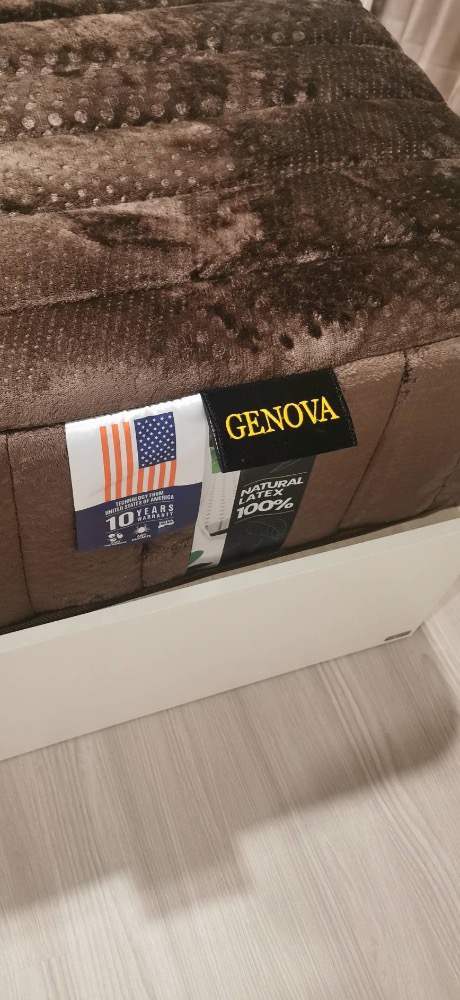 GENOVA
TECHNOLOGY FROM
UNITED STATES OF AMERICA
10 YEARS
WARRANTY
NATURAL
LATEX
100%